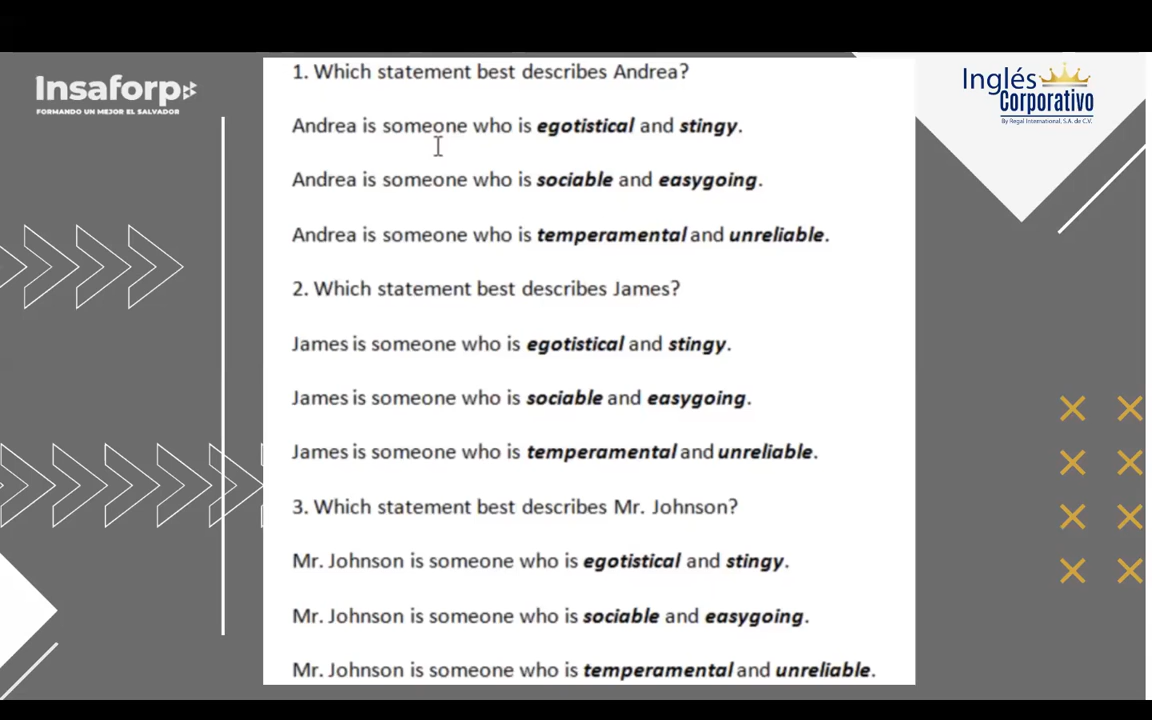 Insaforp
FORMANDO UN MEJOR EL SALVADOR
Inglés
Corporativo
By Regal International, S.A. de C.V.
1. Which statement best describes Andrea?
Andrea is someone who is egotistical and stingy.
Andrea is someone who is sociable and easygoing.
Andrea is someone who is temperamental and unreliable.
2. Which statement best describes James?
James is someone who is egotistical and stingy.
James is someone who is sociable and easygoing.
James is someone who is temperamental and unreliable.
3. Which statement best describes Mr. Johnson?
Mr. Johnson is someone who is egotistical and stingy.
Mr. Johnson is someone who is sociable and easygoing.
Mr. Johnson is someone who is temperamental and unreliable.